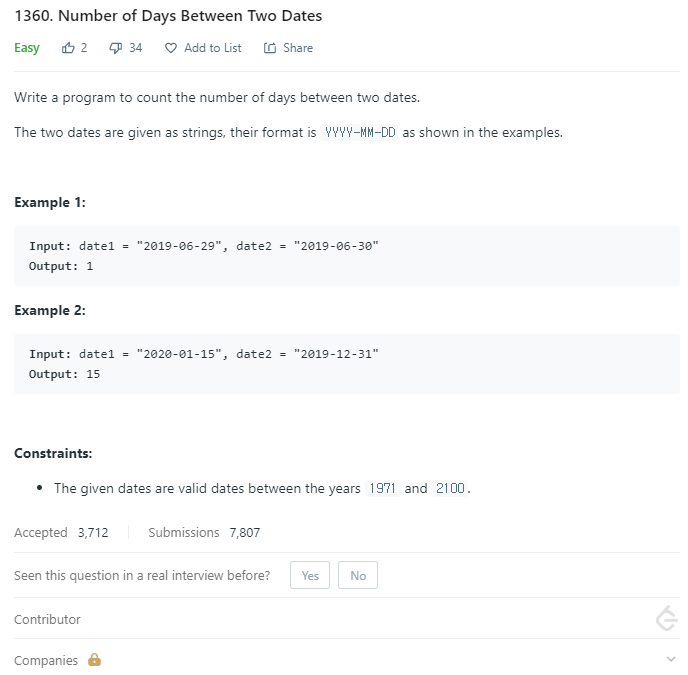 1360. Number of Days Between Two Dates
Easy 2 34 Add to List Share
Write a program to count the number of days between two dates.
The two dates are given as strings, their format is YYYY-MM-DD as shown in the examples.
Example 1:
Input: date1 = "2019-06-29", date2 = "2019-06-30"
Output: 1
Example 2:
Input: date1 = "2020-01-15", date2 = "2019-12-31"
Output: 15
Constraints:
• The given dates are valid dates between the years 1971 and 2100.
Accepted 3,712 Submissions 7,807
Seen this question in a real interview before? Yes No
Contributor
Companies